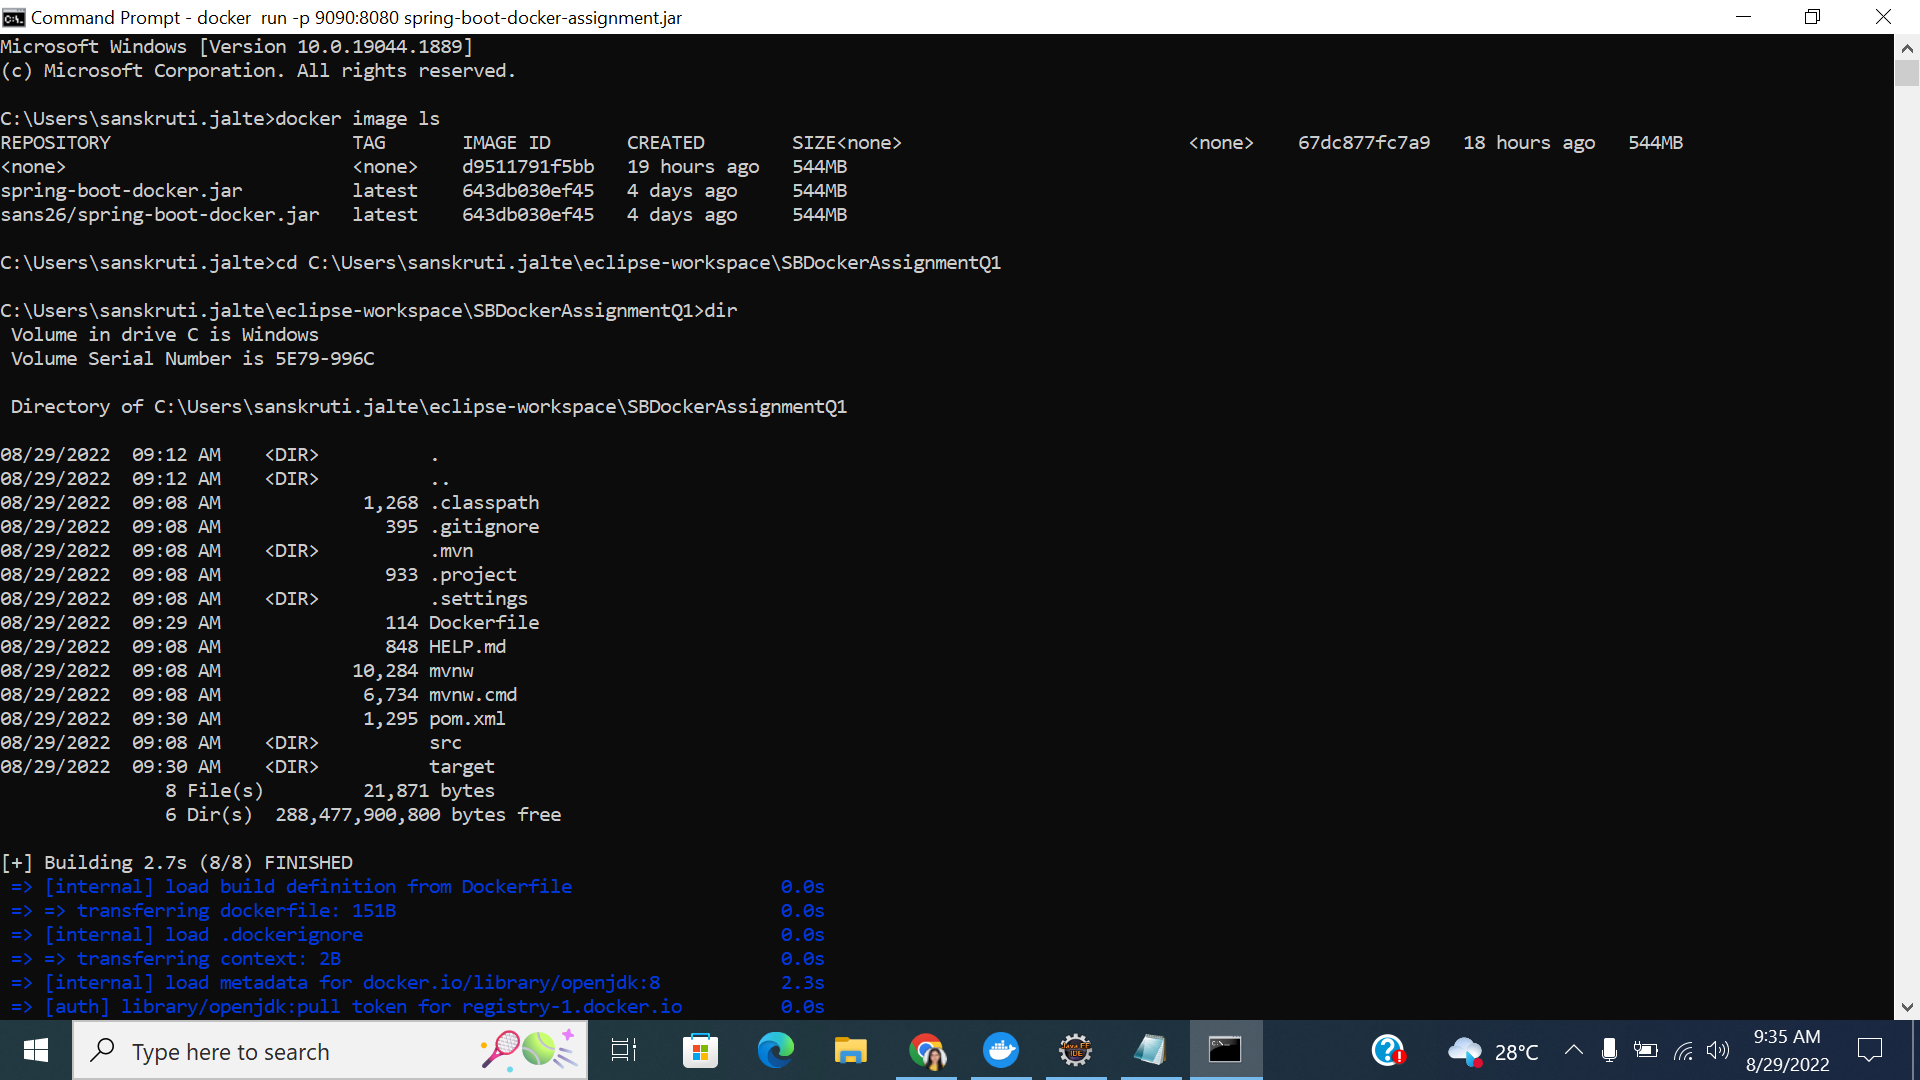 Command Prompt - docker  run -p 9090:8080 spring-boot-docker-assignment.jar
Microsoft Windows [Version 10.0.19044.1889]
(c) Microsoft Corporation. All rights reserved.
C:\Users\sanskruti.jalte>docker image ls
REPOSITORY                      TAG       IMAGE ID       CREATED        SIZE<none>                          <none>    67dc877fc7a9   18 hours ago   544MB
<none>                          <none>    d9511791f5bb   19 hours ago   544MB
spring-boot-docker.jar          latest    643db030ef45   4 days ago     544MB
sans26/spring-boot-docker.jar   latest    643db030ef45   4 days ago     544MB
C:\Users\sanskruti.jalte>cd C:\Users\sanskruti.jalte\eclipse-workspace\SBDockerAssignmentQ1
C:\Users\sanskruti.jalte\eclipse-workspace\SBDockerAssignmentQ1>dir
 Volume in drive C is Windows
 Volume Serial Number is 5E79-996C
 Directory of C:\Users\sanskruti.jalte\eclipse-workspace\SBDockerAssignmentQ1
08/29/2022  09:12 AM    <DIR>          .
08/29/2022  09:12 AM    <DIR>          ..
08/29/2022  09:08 AM             1,268 .classpath
08/29/2022  09:08 AM               395 .gitignore
08/29/2022  09:08 AM    <DIR>          .mvn
08/29/2022  09:08 AM               933 .project
08/29/2022  09:08 AM    <DIR>          .settings
08/29/2022  09:29 AM               114 Dockerfile
08/29/2022  09:08 AM               848 HELP.md
08/29/2022  09:08 AM            10,284 mvnw
08/29/2022  09:08 AM             6,734 mvnw.cmd
08/29/2022  09:30 AM             1,295 pom.xml
08/29/2022  09:08 AM    <DIR>          src
08/29/2022  09:30 AM    <DIR>          target
               8 File(s)         21,871 bytes
               6 Dir(s)  288,477,900,800 bytes free
[+] Building 2.7s (8/8) FINISHED
 => [internal] load build definition from Dockerfile                   0.0s
 => => transferring dockerfile: 151B                                   0.0s
 => [internal] load .dockerignore                                      0.0s
 => => transferring context: 2B                                        0.0s
 => [internal] load metadata for docker.io/library/openjdk:8           2.3s
 => [auth] library/openjdk:pull token for registry-1.docker.io         0.0s
Type here to search
28°C
9:35 AM
8/29/2022